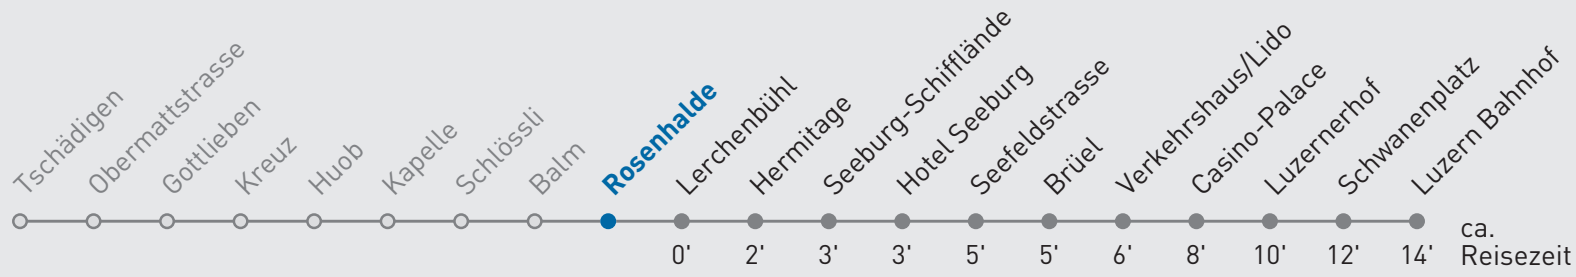 Tschädigen
Obermattstrasse
Gottlieben
Kreuz
Huob
Kapelle
Schlössli
Balm
Rosenhalde
Lerchenbühl
Hermitage
Seeburg-Schifflände
Hotel Seeburg
Seefeldstrasse
Brüel
Verkehrshaus/Lido
Casino-Palace
Luzernerhof
Schwanenplatz
Luzern Bahnhof
0' 2' 3' 3' 5' 5' 6' 8' 10' 12' 14'
ca.
Reisezeit